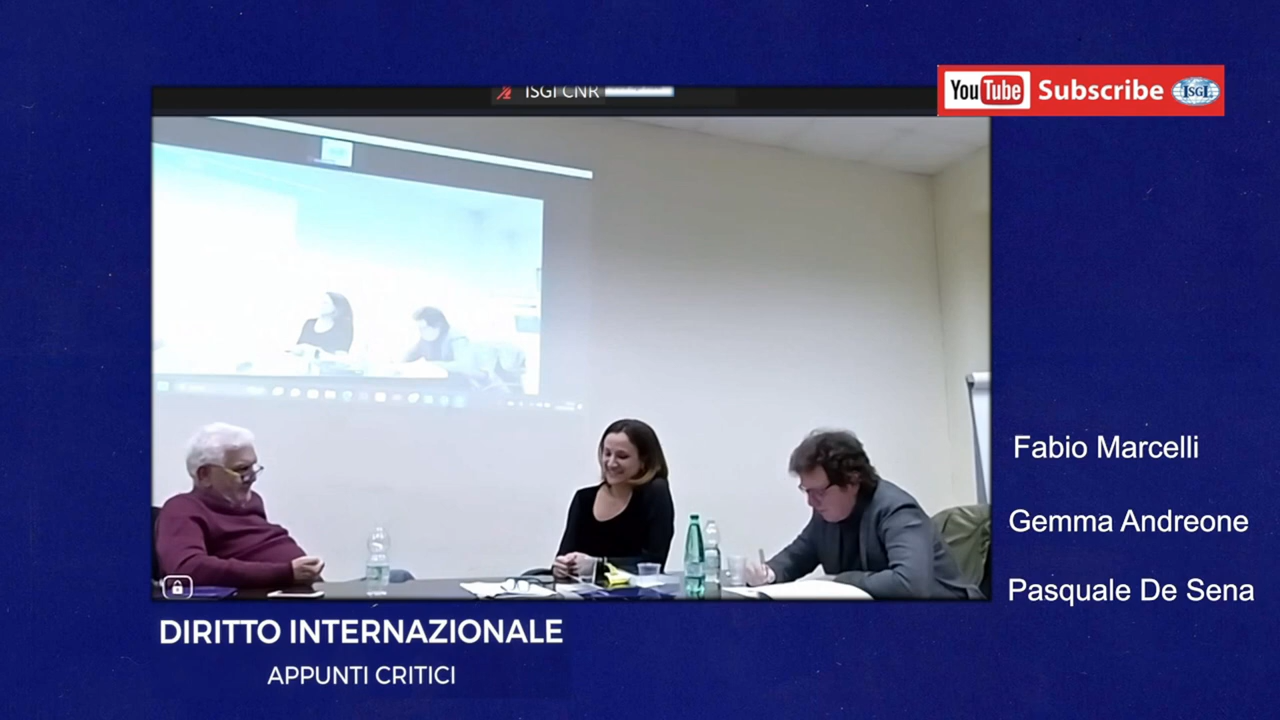 ISGI CNR
YouTube Subscribe ISGI
Fabio Marcelli
Gemma Andreone
Pasquale De Sena
DIRITTO INTERNAZIONALE
APPUNTI CRITICI